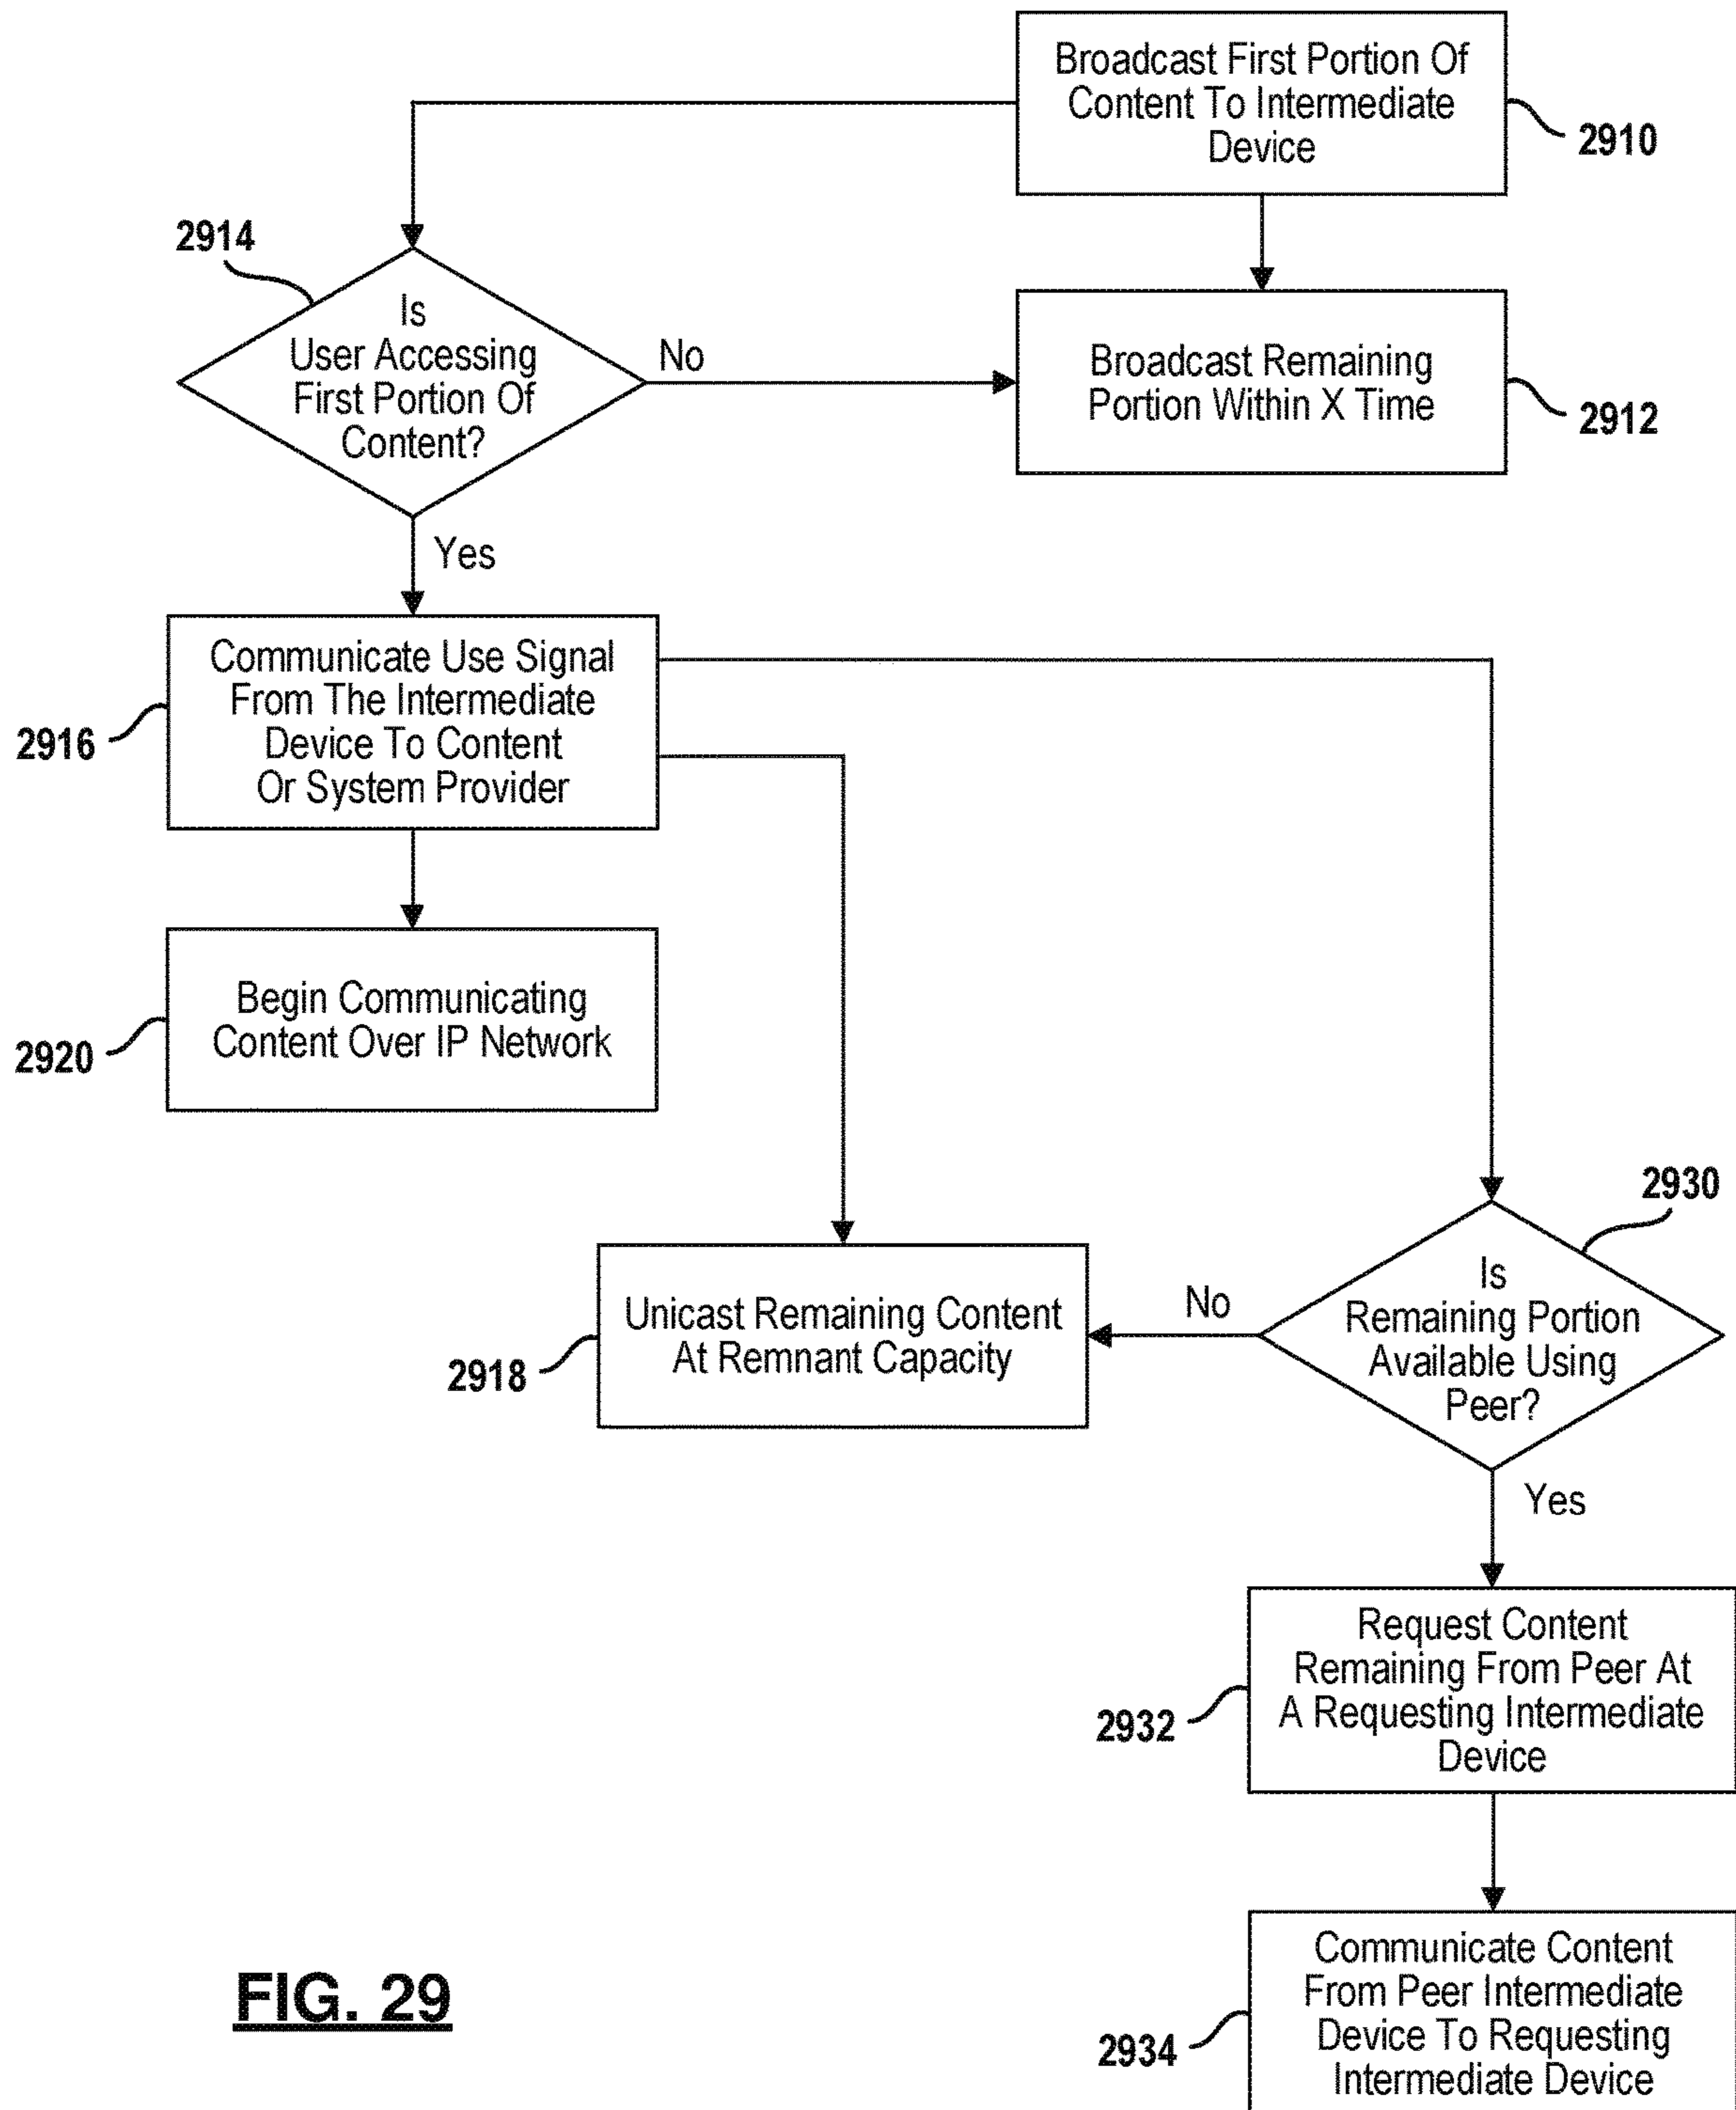 Broadcast First Portion Of
Content To Intermediate
Device
2910
2914
Is
User Accessing
First Portion Of
Content?
No
Broadcast Remaining
Portion Within X Time
2912
Yes
Communicate Use Signal
From The Intermediate
Device To Content
Or System Provider
2916
Begin Communicating
Content Over IP Network
2920
2930
Is
Remaining Portion
Available Using
Peer?
No
Unicast Remaining Content
At Remnant Capacity
2918
Yes
Request Content
Remaining From Peer At
A Requesting Intermediate
Device
2932
Communicate Content
From Peer Intermediate
Device To Requesting
Intermediate Device
2934
FIG. 29